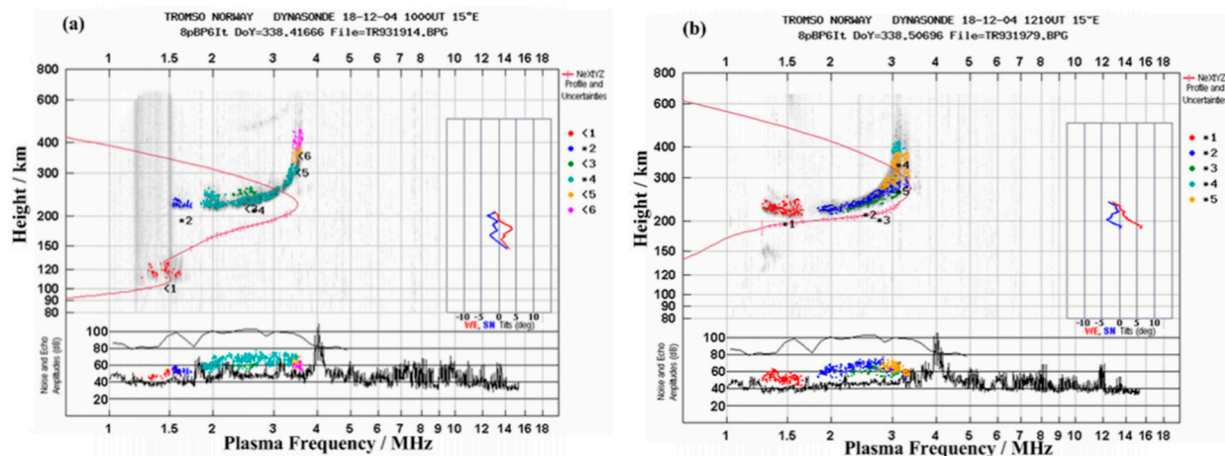 (a)
TROMSO NORWAY DYNASONDE 18-12-04 1000UT 15°E
8pBP6It DoY=338.41666 File=TR931914.BPG
1 2 3 4 6 8 10 12 14 16 18
800
600
400
300
200
150
120
100
90
80
Height / km
NeXtYZ
Profile and
Uncertainties
<1
*2
<3
*4
<5
<6
<6
<5
*4
*2
<1
-10 -5 0 5 10
WE, SN Tilts (deg)
100
80
60
40
20
Noise and Echo
Amplitudes (dB)
1 1.5 2 3 4 5 6 7 8 9 10 12 14 16 18
Plasma Frequency / MHz
(b)
TROMSO NORWAY DYNASONDE 18-12-04 1210UT 15°E
8pBP6It DoY=338.50696 File=TR931979.BPG
1 2 3 4 6 8 10 12 14 16 18
800
600
400
300
200
150
120
100
90
80
Height / km
NeXtYZ
Profile and
Uncertainties
*1
*2
*3
*4
*5
*4
*5
*2
*3
*1
-10 -5 0 5 10
WE, SN Tilts (deg)
100
80
60
40
20
Noise and Echo
Amplitudes (dB)
1 1.5 2 3 4 5 6 7 8 9 10 12 14 16 18
Plasma Frequency / MHz